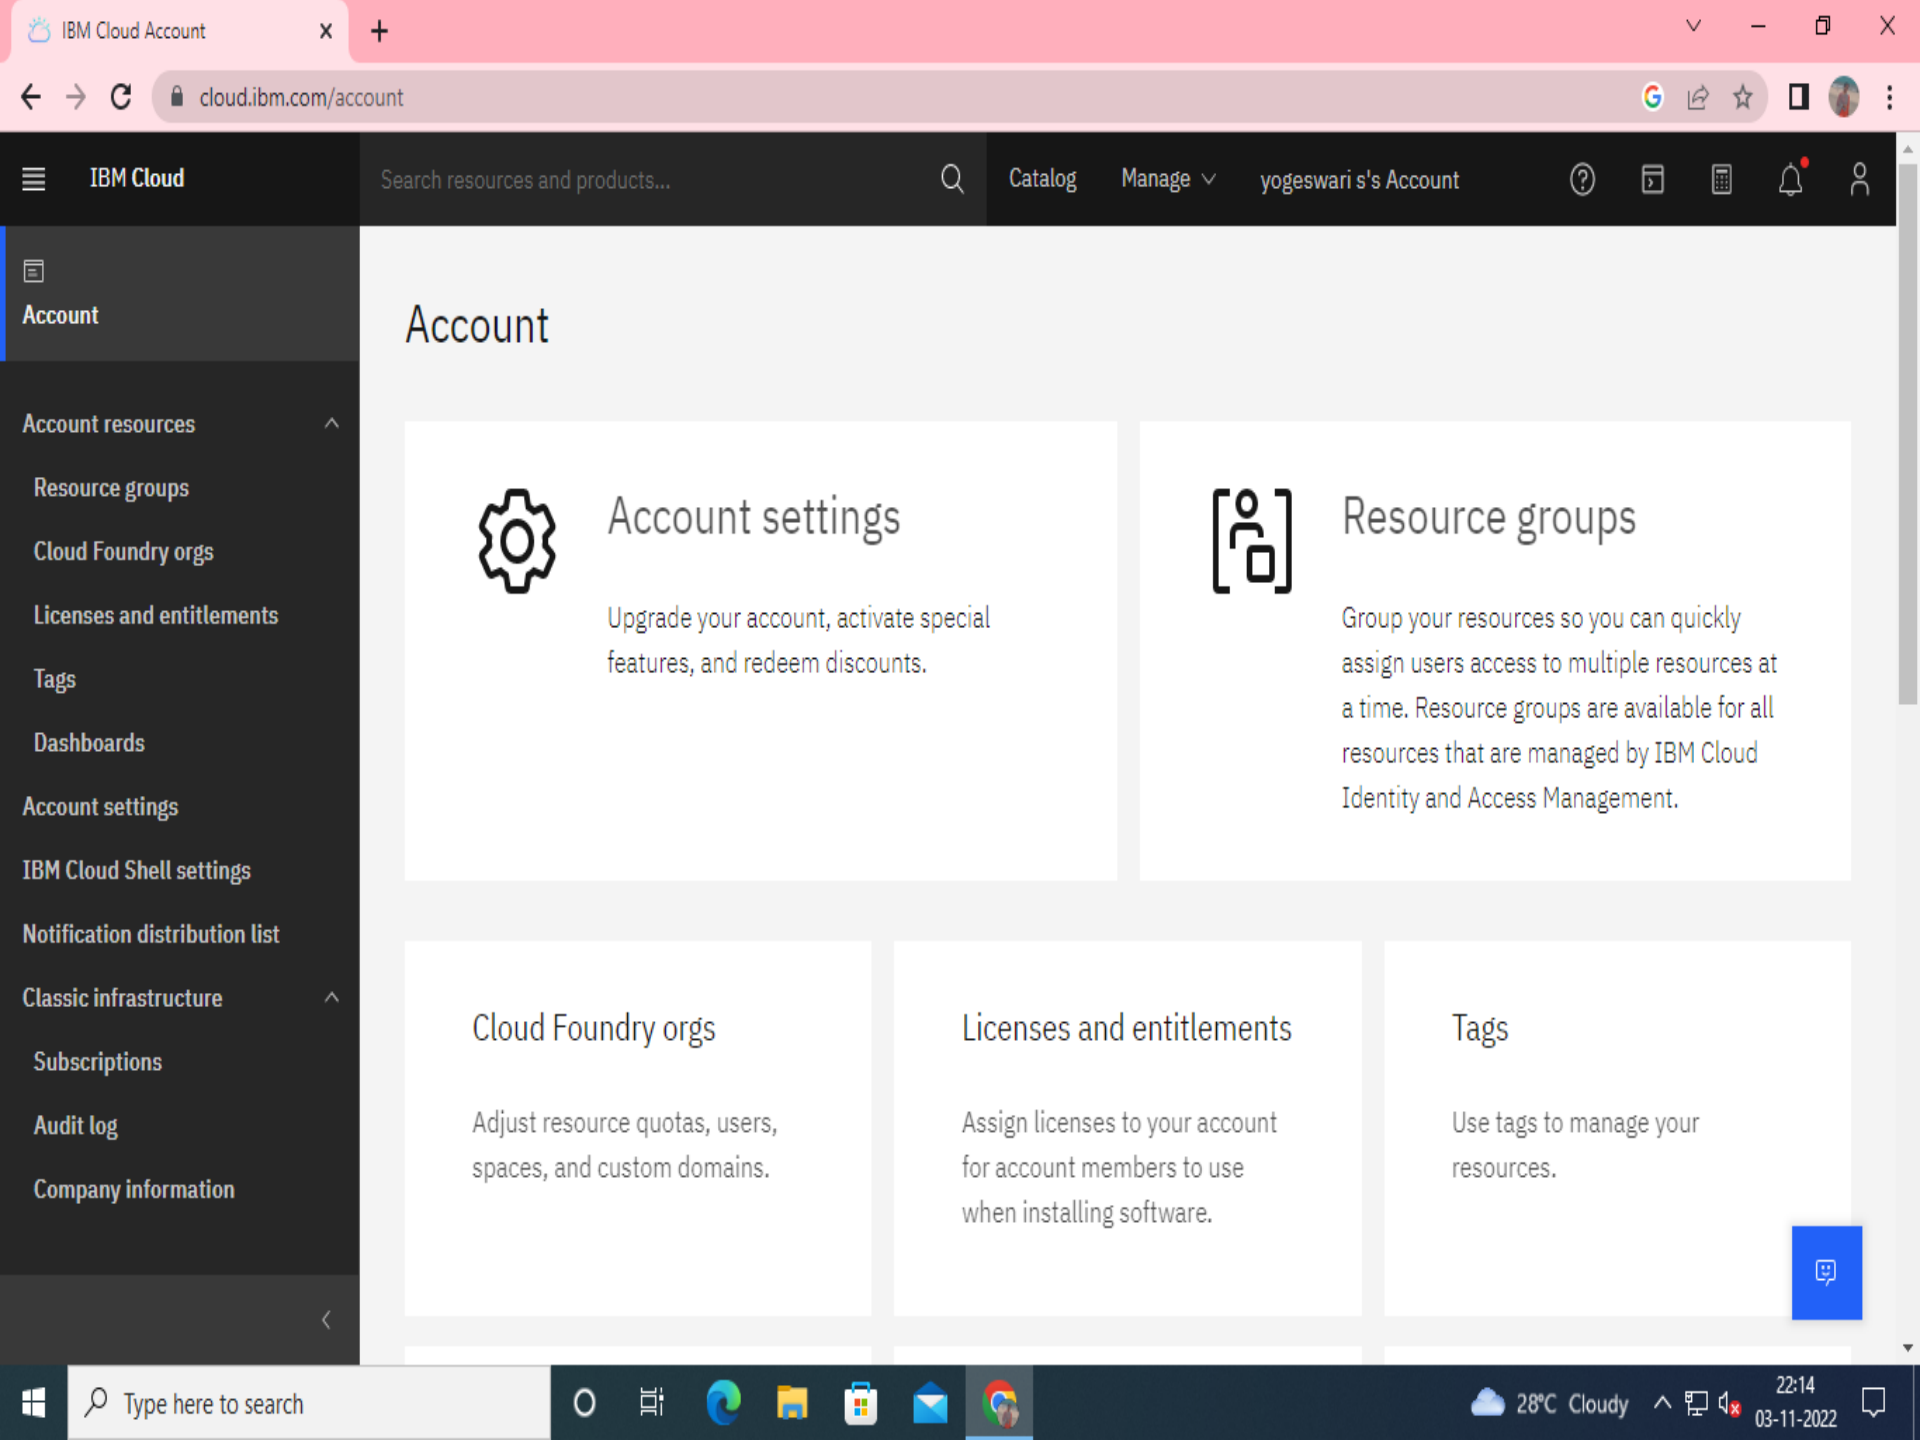 IBM Cloud Account
cloud.ibm.com/account
IBM Cloud
Search resources and products...
Catalog
Manage
yogeswari s's Account
Account
Account resources
Resource groups
Cloud Foundry orgs
Licenses and entitlements
Tags
Dashboards
Account settings
IBM Cloud Shell settings
Notification distribution list
Classic infrastructure
Subscriptions
Audit log
Company information
Account
Account settings
Upgrade your account, activate special
features, and redeem discounts.
Resource groups
Group your resources so you can quickly
assign users access to multiple resources at
a time. Resource groups are available for all
resources that are managed by IBM Cloud
Identity and Access Management.
Cloud Foundry orgs
Adjust resource quotas, users,
spaces, and custom domains.
Licenses and entitlements
Assign licenses to your account
for account members to use
when installing software.
Tags
Use tags to manage your
resources.
Type here to search
28°C Cloudy
22:14
03-11-2022